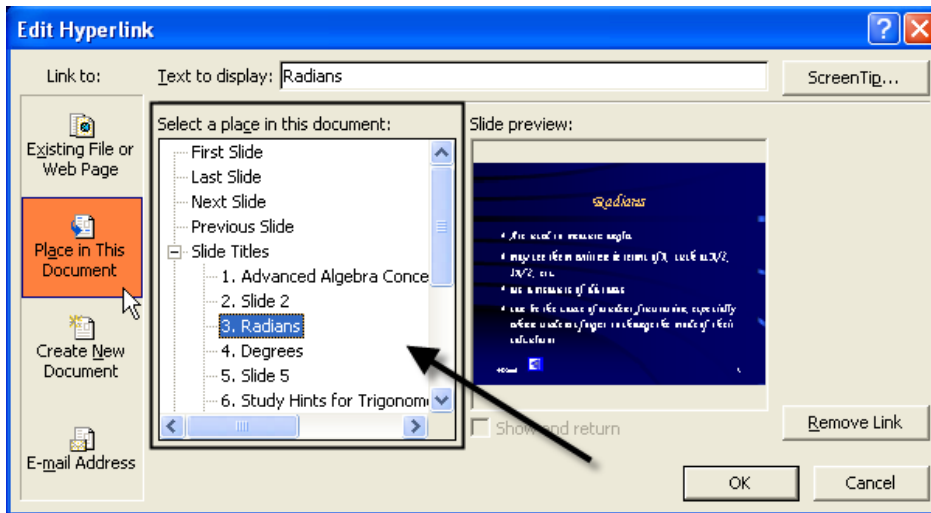 Edit Hyperlink
Link to:
Text to display: Radians
ScreenTip...
Existing File or
Web Page
Place in This
Document
Create New
Document
E-mail Address
Select a place in this document:
First Slide
Last Slide
Next Slide
Previous Slide
Slide Titles
1. Advanced Algebra Conce
2. Slide 2
3. Radians
4. Degrees
5. Slide 5
6. Study Hints for Trigonom
Slide preview:
Radians
Show and return
Remove Link
OK
Cancel